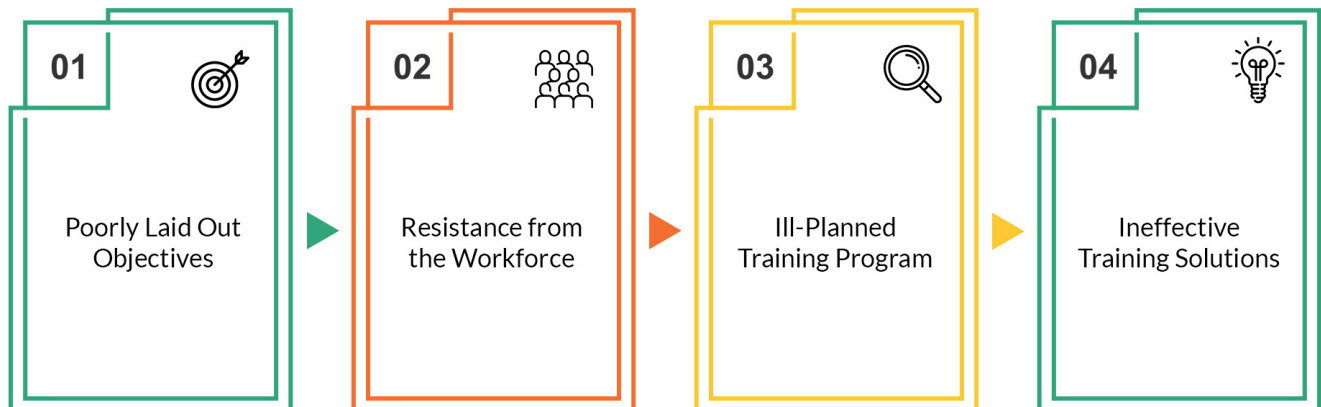 01
Poorly Laid Out
Objectives
02
Resistance from
the Workforce
03
Ill-Planned
Training Program
04
Ineffective
Training Solutions